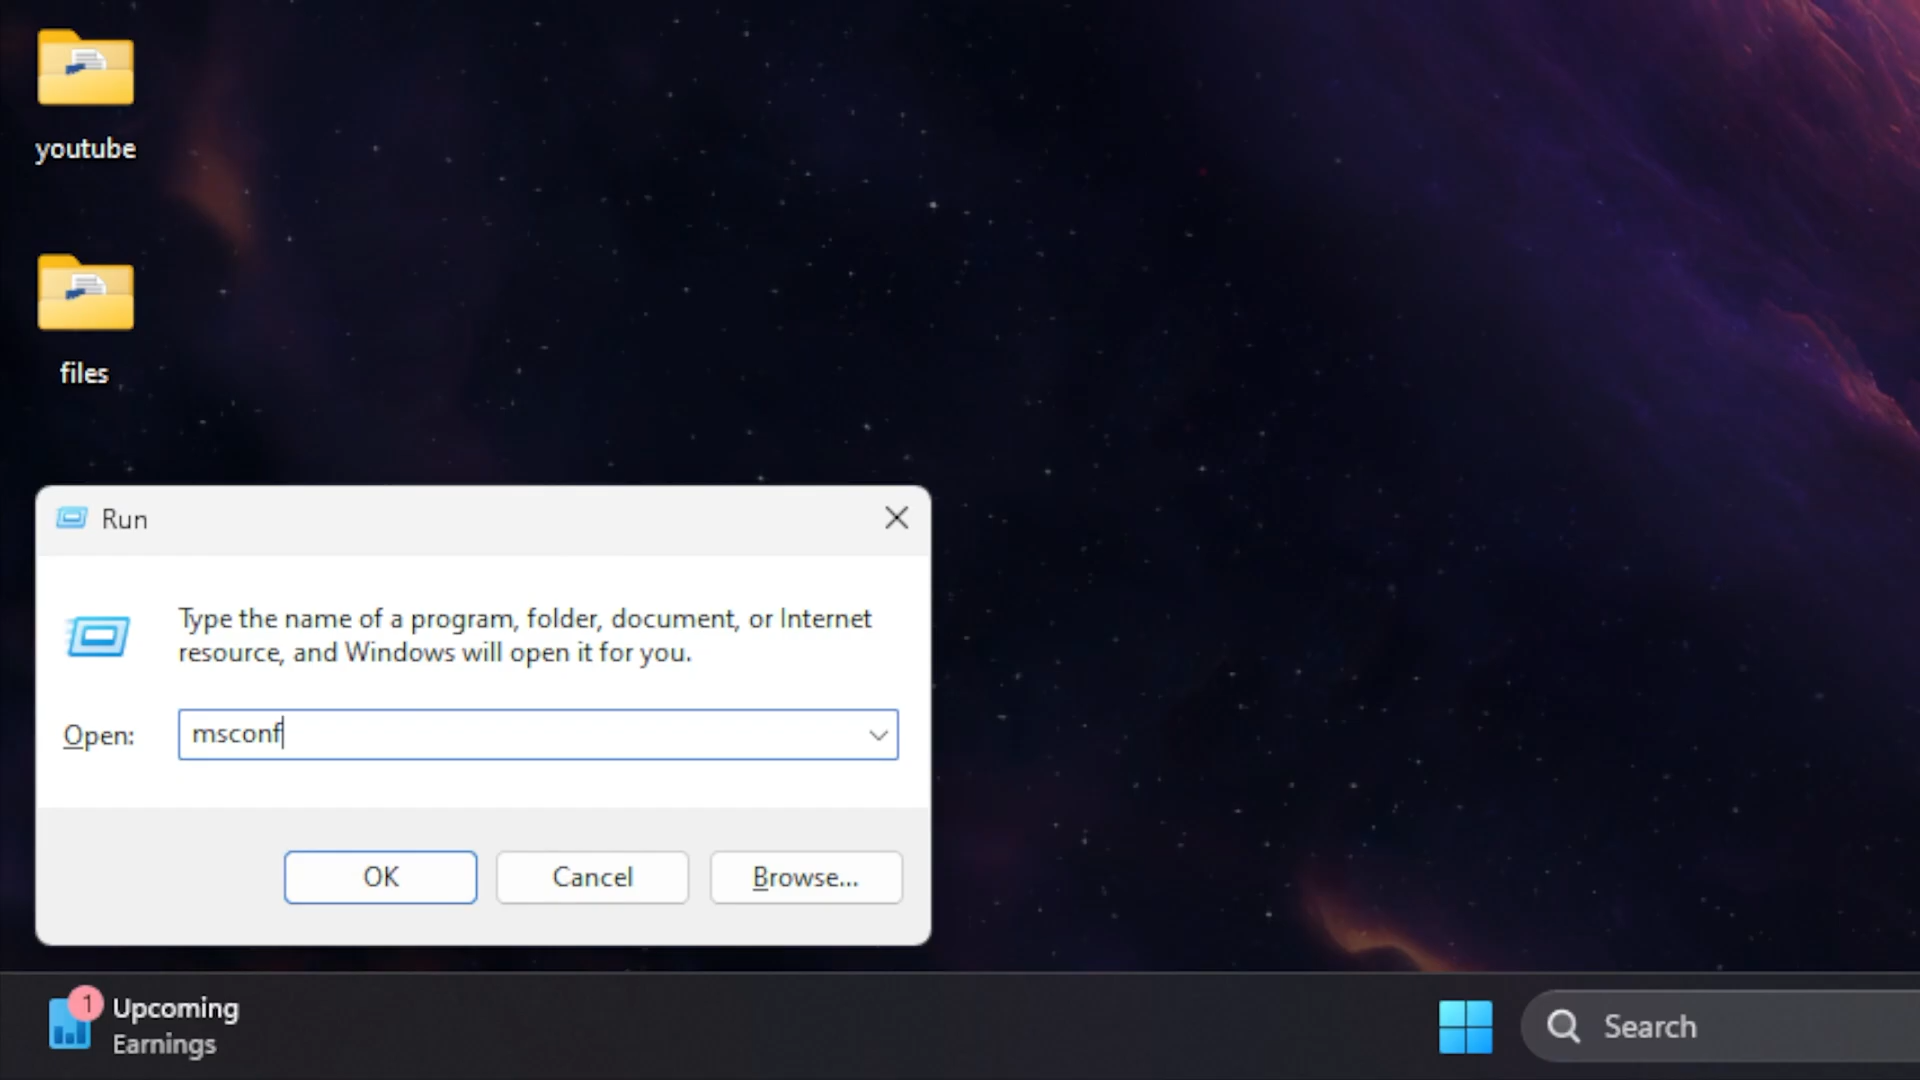 youtube
files
Run
Type the name of a program, folder, document, or Internet
resource, and Windows will open it for you.
Open:
msconf
OK
Cancel
Browse...
1
Upcoming
Earnings
Search